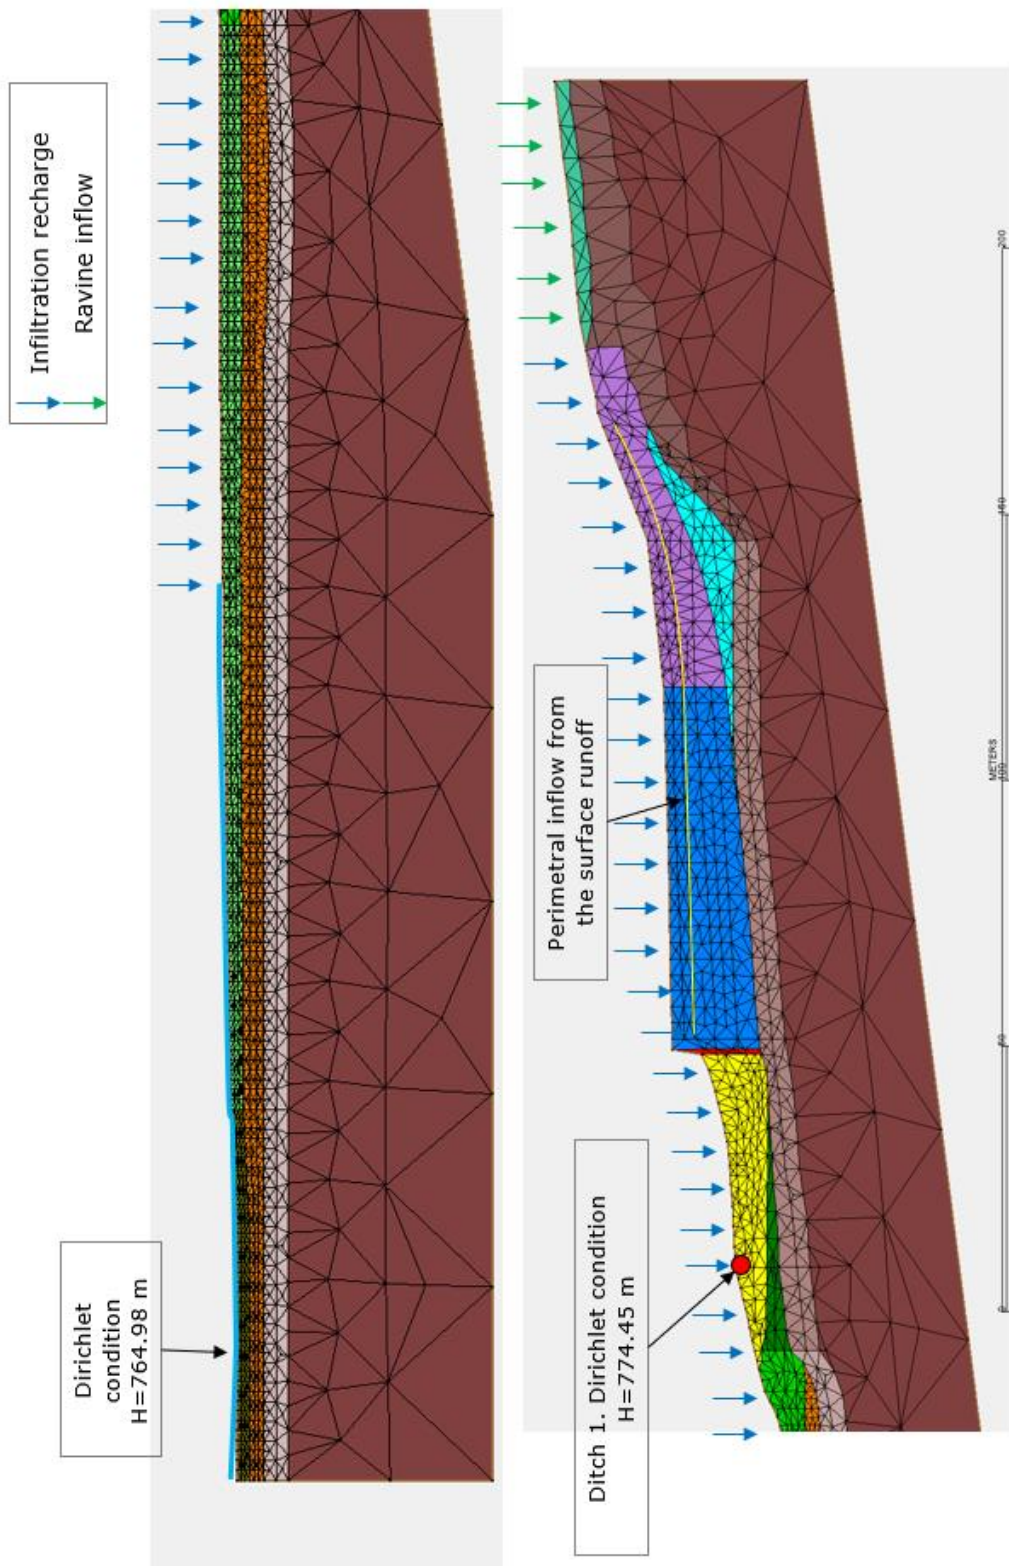 Infiltration recharge
Ravine inflow
Dirichlet
condition
H=764.98 m
Perimetral inflow from
the surface runoff
Ditch 1. Dirichlet condition
H=774.45 m
METERS
0
50
100
150
200